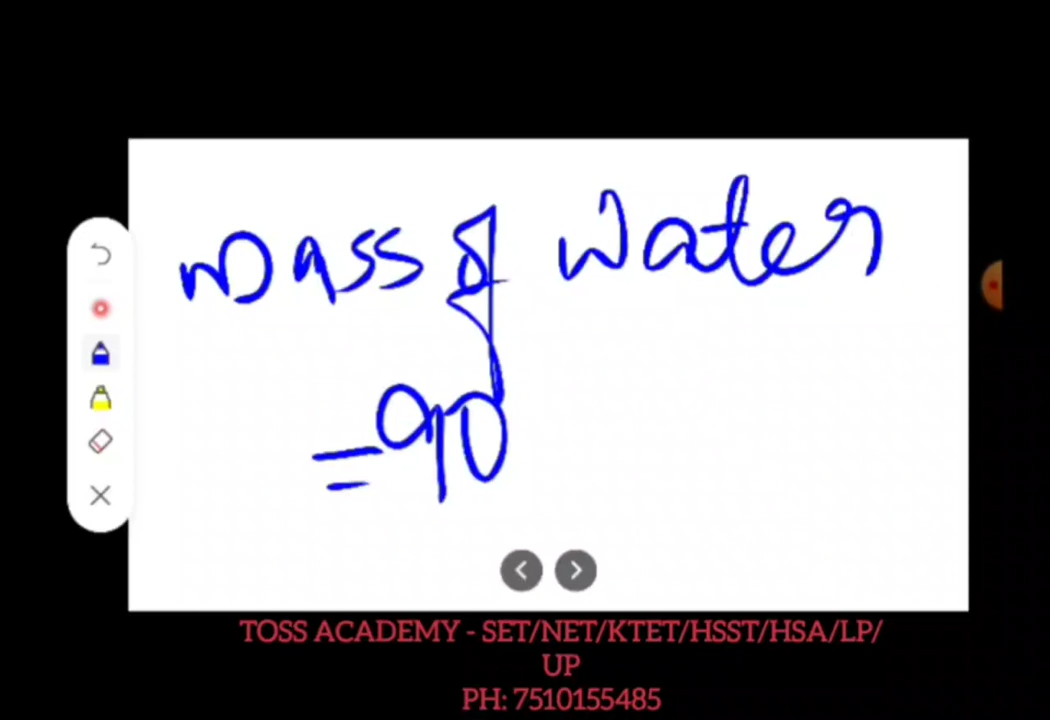 Mass of Water
=90
TOSS ACADEMY - SET/NET/KTET/HSST/HSA/LP/
UP
PH: 7510155485